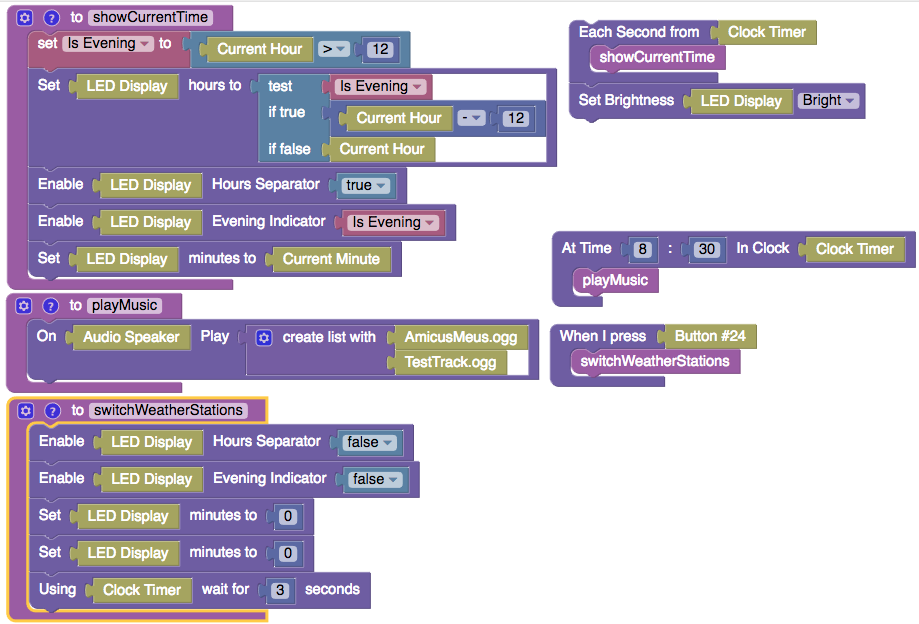 ? to showCurrentTime
set Is Evening to Current Hour > 12
Set LED Display hours to test Is Evening
if true Current Hour - 12
if false Current Hour
Enable LED Display Hours Separator true
Enable LED Display Evening Indicator Is Evening
Set LED Display minutes to Current Minute
? to playMusic
On Audio Speaker Play create list with AmicusMeus.ogg
TestTrack.ogg
? to switchWeatherStations
Enable LED Display Hours Separator false
Enable LED Display Evening Indicator false
Set LED Display minutes to 0
Set LED Display minutes to 0
Using Clock Timer wait for 3 seconds
Each Second from Clock Timer
showCurrentTime
Set Brightness LED Display Bright
At Time 8 : 30 In Clock Clock Timer
playMusic
When I press Button #24
switchWeatherStations